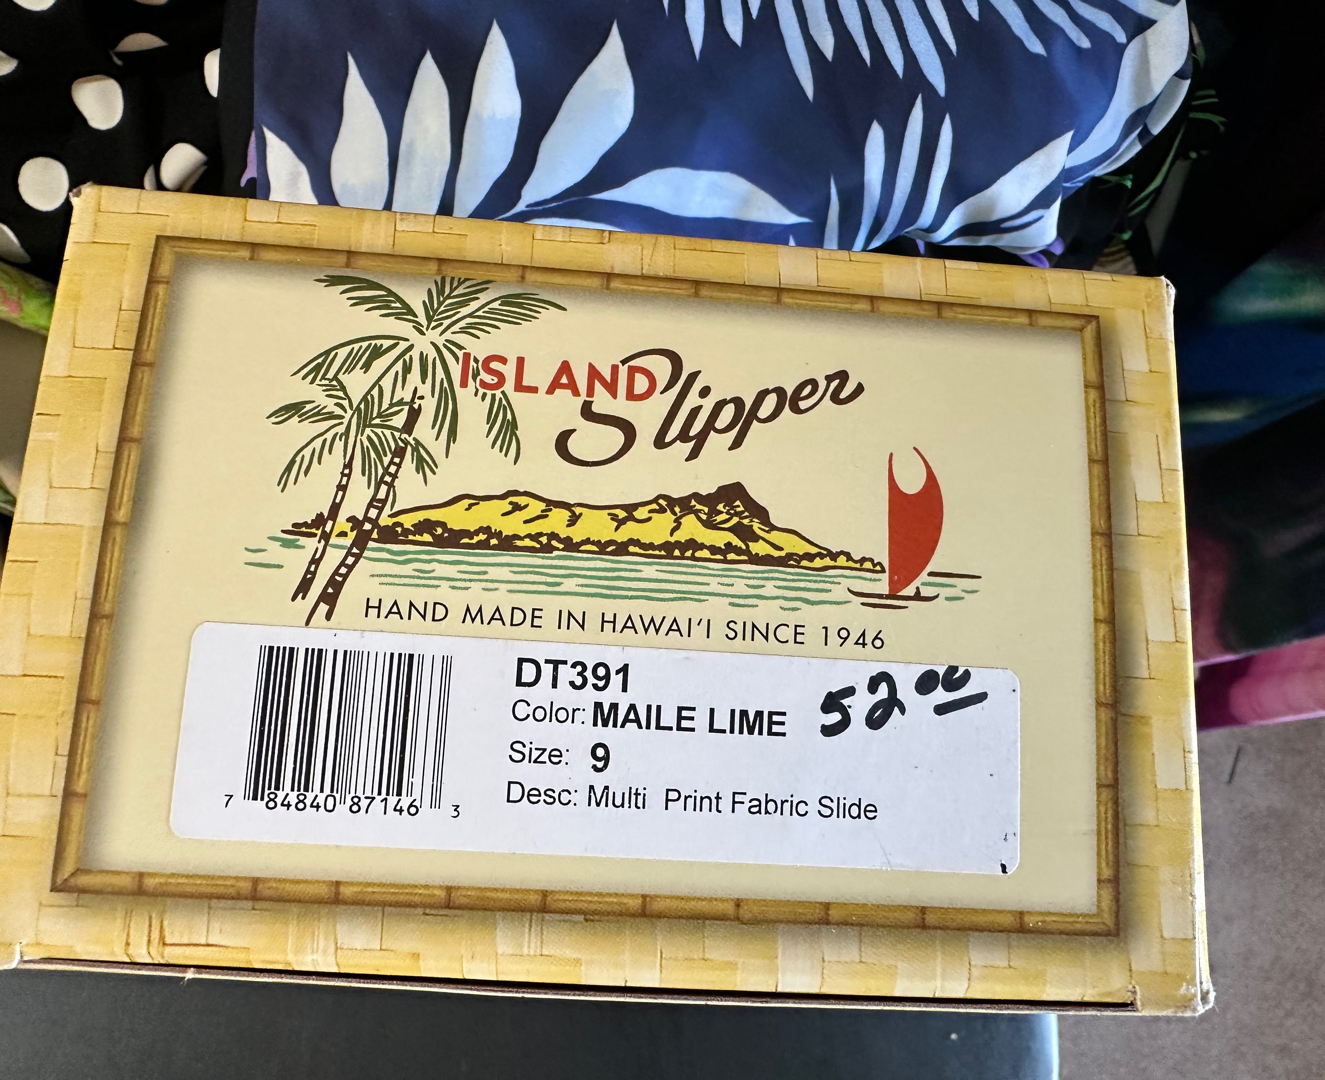 ISLAND Slipper
HAND MADE IN HAWAI'I SINCE 1946
DT391
52.00
Color: MAILE LIME
Size: 9
Desc: Multi Print Fabric Slide
7 84840 87146 3